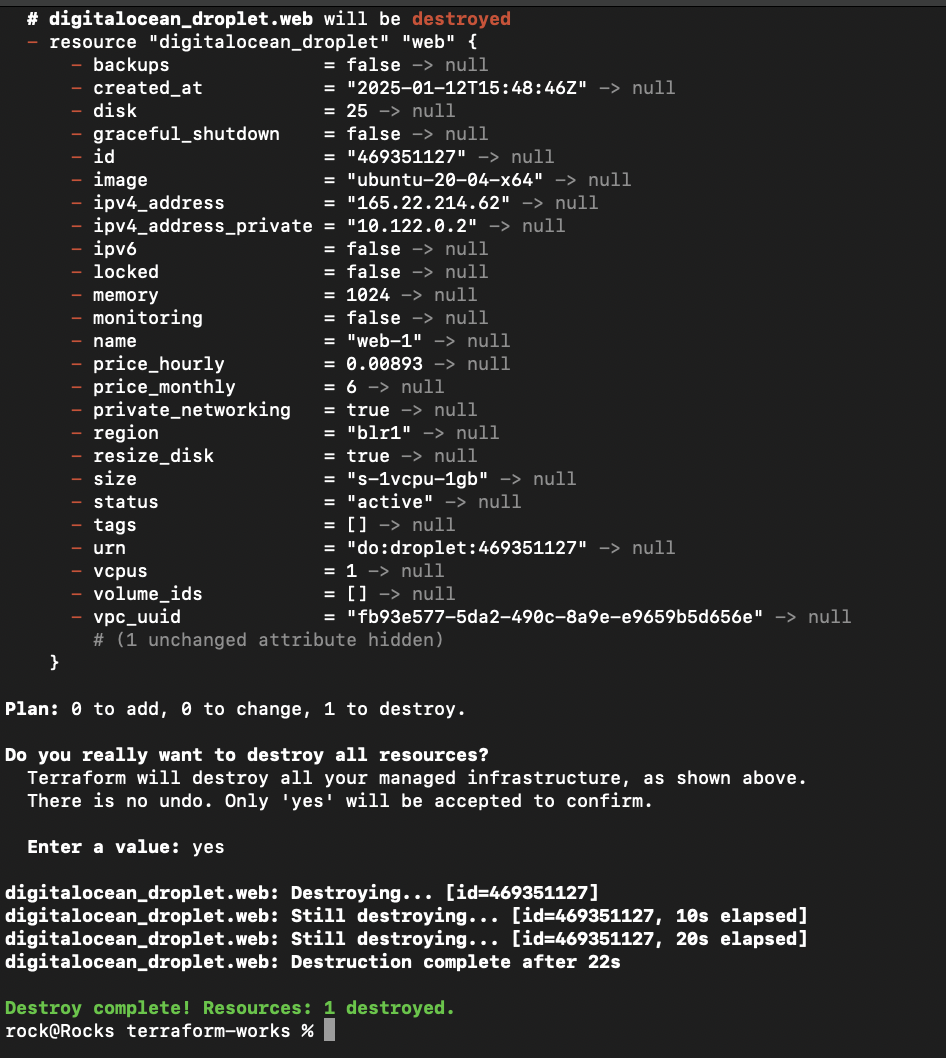 # digitalocean_droplet.web will be destroyed
- resource "digitalocean_droplet" "web" {
- backups = false -> null
- created_at = "2025-01-12T15:48:46Z" -> null
- disk = 25 -> null
- graceful_shutdown = false -> null
- id = "469351127" -> null
- image = "ubuntu-20-04-x64" -> null
- ipv4_address = "165.22.214.62" -> null
- ipv4_address_private = "10.122.0.2" -> null
- ipv6 = false -> null
- locked = false -> null
- memory = 1024 -> null
- monitoring = false -> null
- name = "web-1" -> null
- price_hourly = 0.00893 -> null
- price_monthly = 6 -> null
- private_networking = true -> null
- region = "blr1" -> null
- resize_disk = true -> null
- size = "s-1vcpu-1gb" -> null
- status = "active" -> null
- tags = [] -> null
- urn = "do:droplet:469351127" -> null
- vcpus = 1 -> null
- volume_ids = [] -> null
- vpc_uuid = "fb93e577-5da2-490c-8a9e-e9659b5d656e" -> null
# (1 unchanged attribute hidden)
}
Plan: 0 to add, 0 to change, 1 to destroy.
Do you really want to destroy all resources?
Terraform will destroy all your managed infrastructure, as shown above.
There is no undo. Only 'yes' will be accepted to confirm.
Enter a value: yes
digitalocean_droplet.web: Destroying... [id=469351127]
digitalocean_droplet.web: Still destroying... [id=469351127, 10s elapsed]
digitalocean_droplet.web: Still destroying... [id=469351127, 20s elapsed]
digitalocean_droplet.web: Destruction complete after 22s
Destroy complete! Resources: 1 destroyed.
rock@Rocks terraform-works %